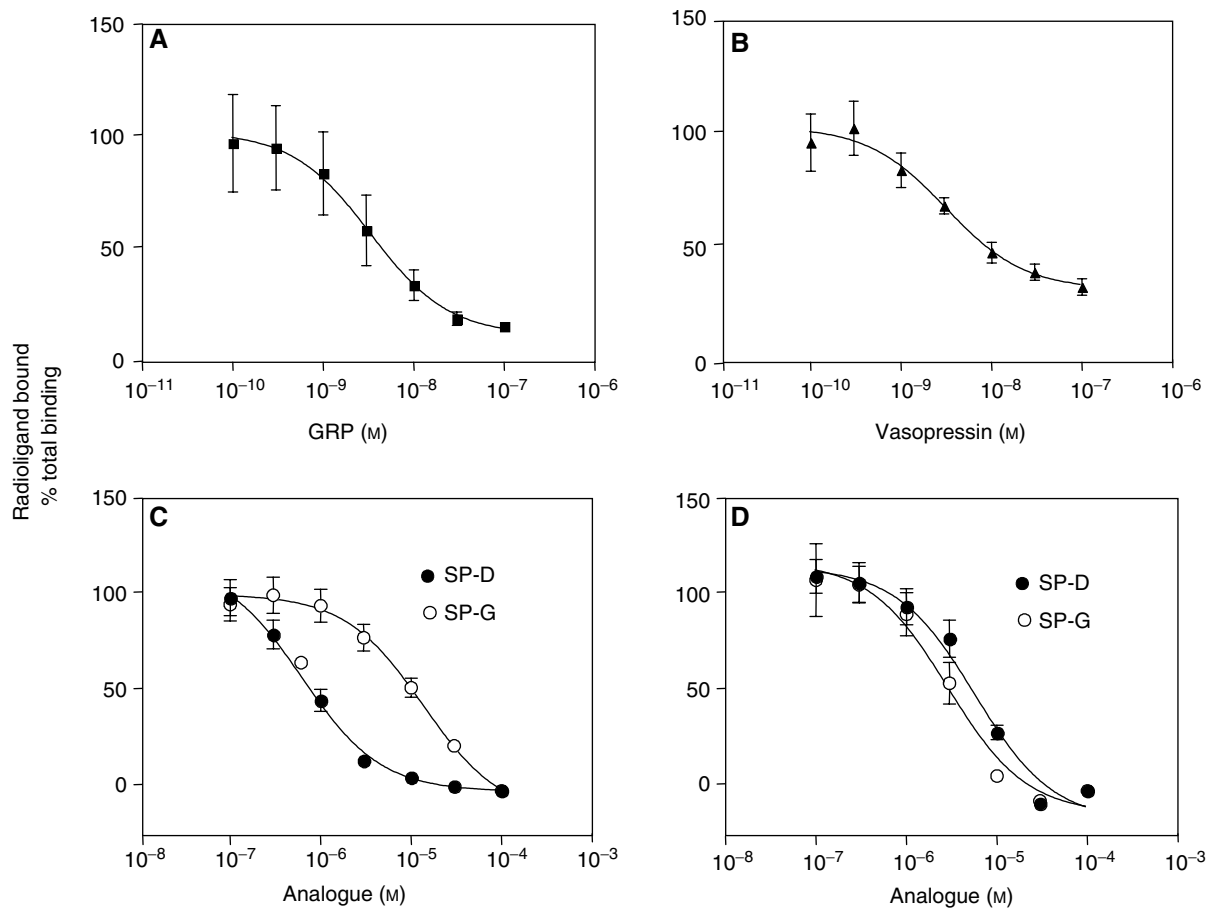 Radioligand bound
% total binding
A
150
100
50
0
10−11 10−10 10−9 10−8 10−7 10−6
GRP (M)
B
150
100
50
0
10−11 10−10 10−9 10−8 10−7 10−6
Vasopressin (M)
C
150
100
50
0
SP-D
SP-G
10−8 10−7 10−6 10−5 10−4 10−3
Analogue (M)
D
150
100
50
0
SP-D
SP-G
10−8 10−7 10−6 10−5 10−4 10−3
Analogue (M)